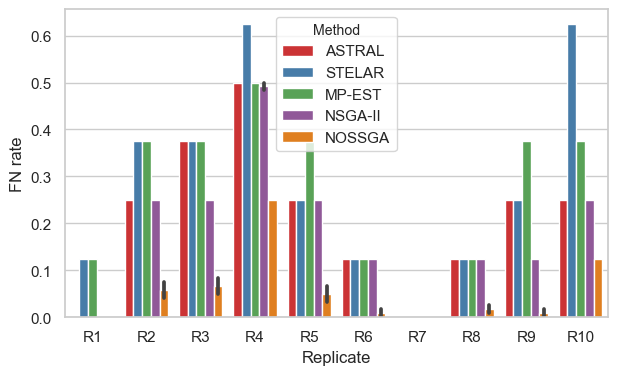 Method
ASTRAL
STELAR
MP-EST
NSGA-II
NOSSGA
FN rate
0.6
0.5
0.4
0.3
0.2
0.1
0.0
R1 R2 R3 R4 R5 R6 R7 R8 R9 R10
Replicate